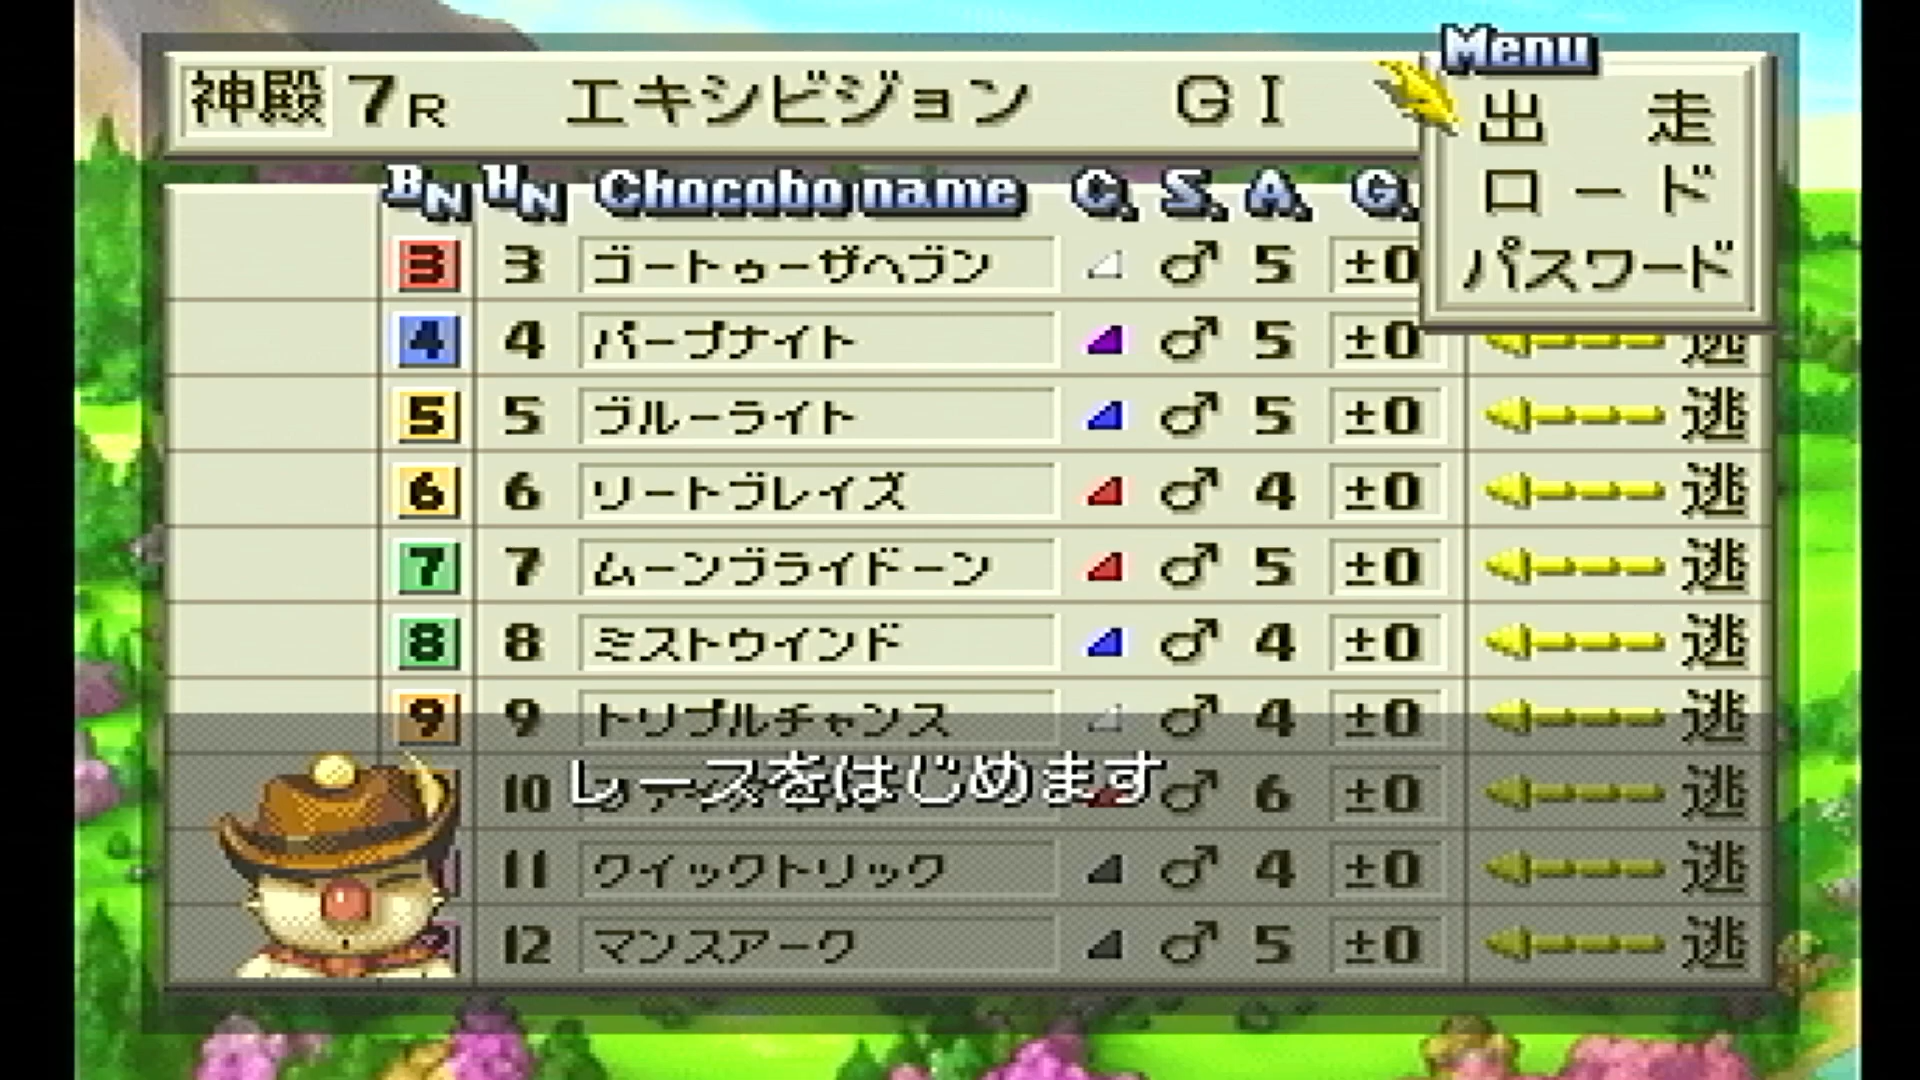 Menu
神殿 7R エキシビジョン GI
出走
ロード
パスワード
BN HN Chocobo name C. S. A. G.
3 3 ゴートゥーザヘヴン ♂ 5 ±0
4 4 パープナイト ♂ 5 ±0 逃
5 5 ブルーライト ♂ 5 ±0 逃
6 6 リートブレイズ ♂ 4 ±0 逃
7 7 ムーンブライドーン ♂ 5 ±0 逃
8 8 ミストウインド ♂ 4 ±0 逃
9 9 トリプルチャンス ♂ 4 ±0 逃
レースをはじめます
10 ♂ 6 ±0 逃
11 クイックトリック ♂ 4 ±0 逃
12 マンスアーク ♂ 5 ±0 逃